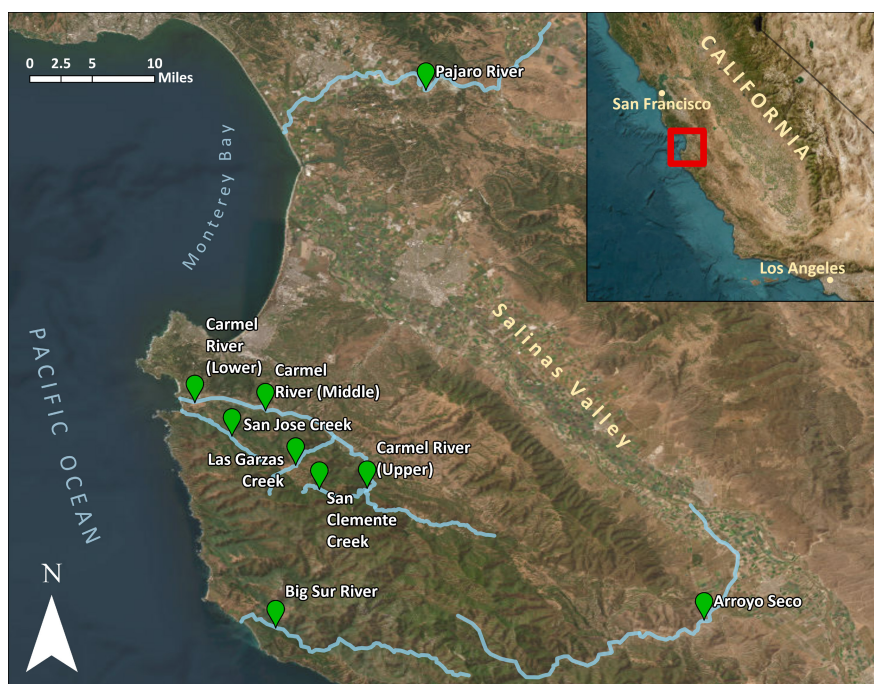 0 2.5 5 10
Miles
Pajaro River
CALIFORNIA
San Francisco
Los Angeles
Monterey Bay
PACIFIC OCEAN
Salinas Valley
Carmel
River
(Lower)
Carmel
River (Middle)
San Jose Creek
Las Garzas
Creek
Carmel River
(Upper)
San
Clemente
Creek
Big Sur River
Arroyo Seco
N